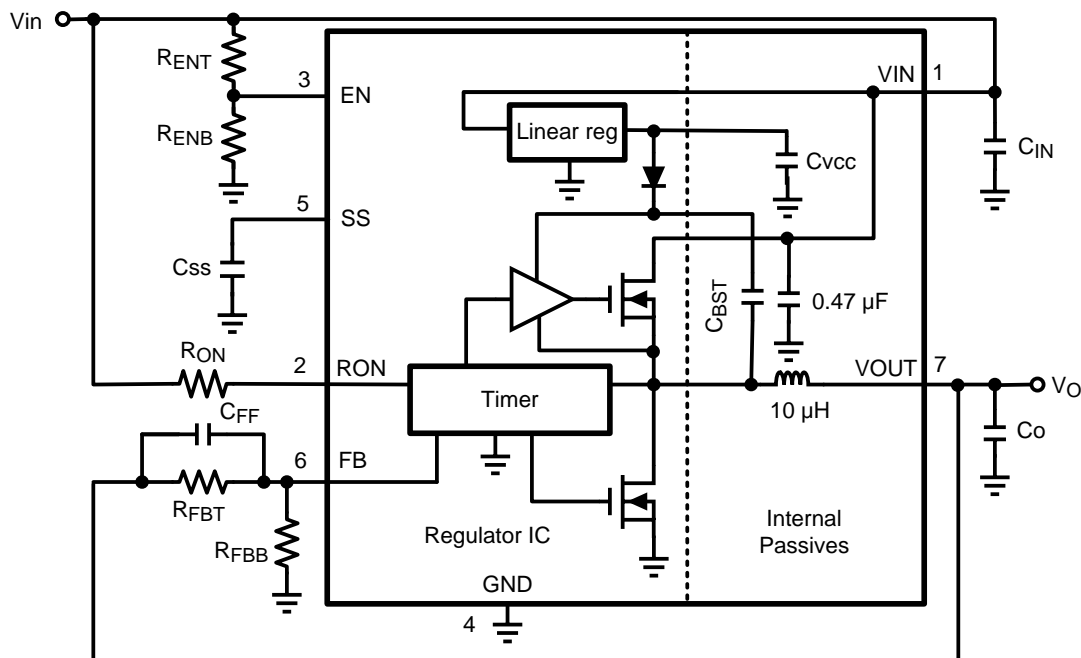 Vin
RENT
3
EN
VIN
1
RENB
Linear reg
Cvcc
CIN
5
SS
Css
CBST
0.47 µF
RON
2
RON
VOUT
7
VO
Timer
10 µH
CFF
Co
6
FB
RFBT
RFBB
Regulator IC
Internal
Passives
GND
4